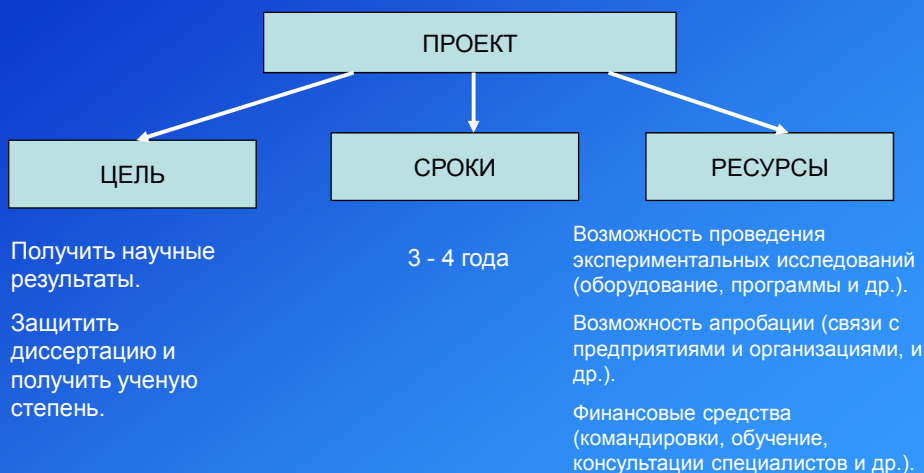 ПРОЕКТ
ЦЕЛЬ
СРОКИ
РЕСУРСЫ
Получить научные
результаты.
Защитить
диссертацию и
получить ученую
степень.
3 - 4 года
Возможность проведения
экспериментальных исследований
(оборудование, программы и др.).
Возможность апробации (связи с
предприятиями и организациями, и
др.).
Финансовые средства
(командировки, обучение,
консультации специалистов и др.).